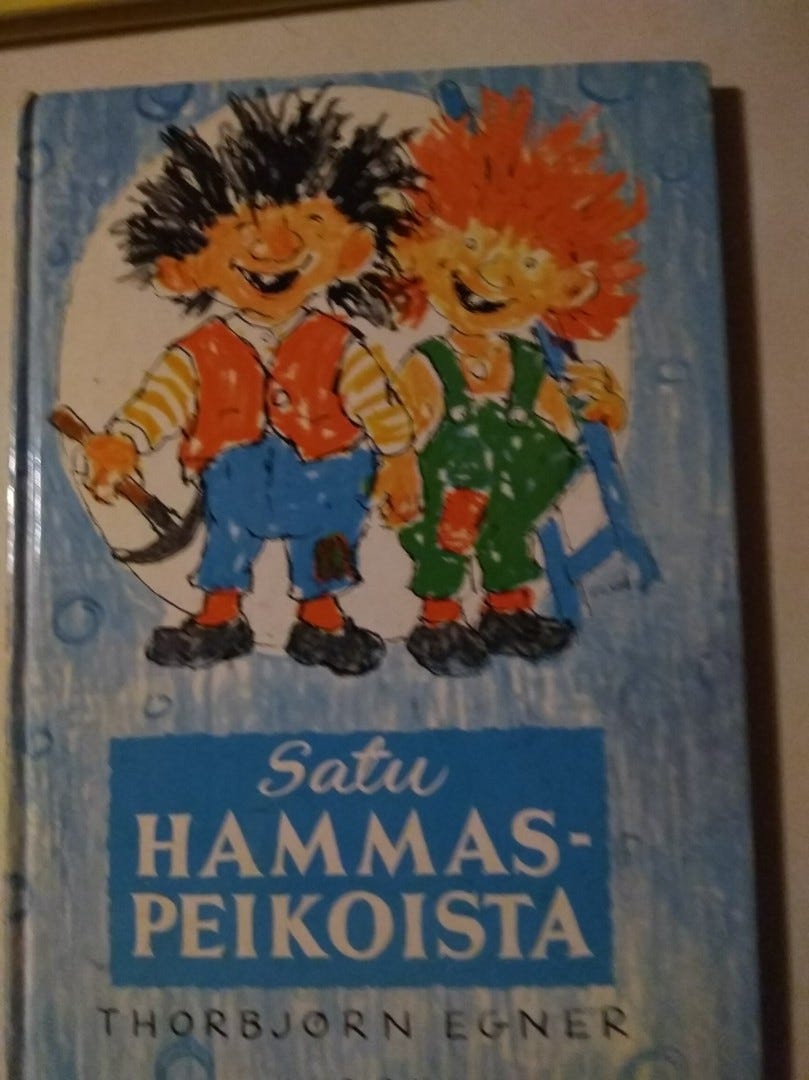 Satu
HAMMAS-
PEIKOISTA
THORBJØRN EGNER